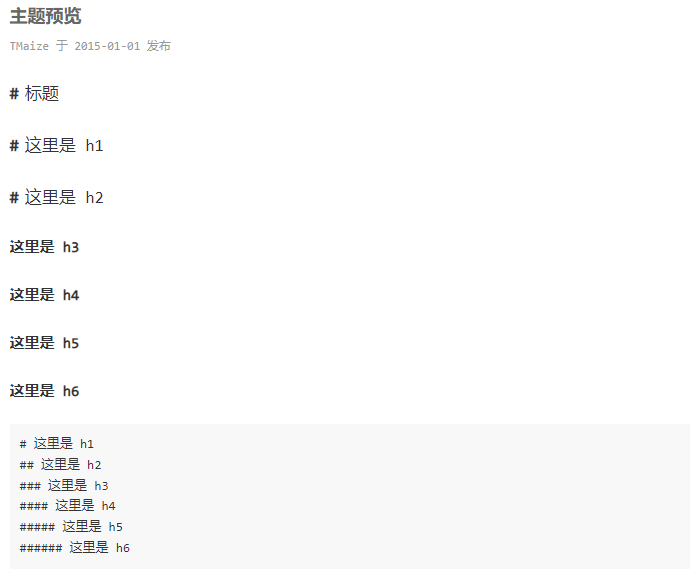 主题预览
TMaize 于 2015-01-01 发布
# 标题
# 这里是 h1
# 这里是 h2
这里是 h3
这里是 h4
这里是 h5
这里是 h6
# 这里是 h1
## 这里是 h2
### 这里是 h3
#### 这里是 h4
##### 这里是 h5
###### 这里是 h6